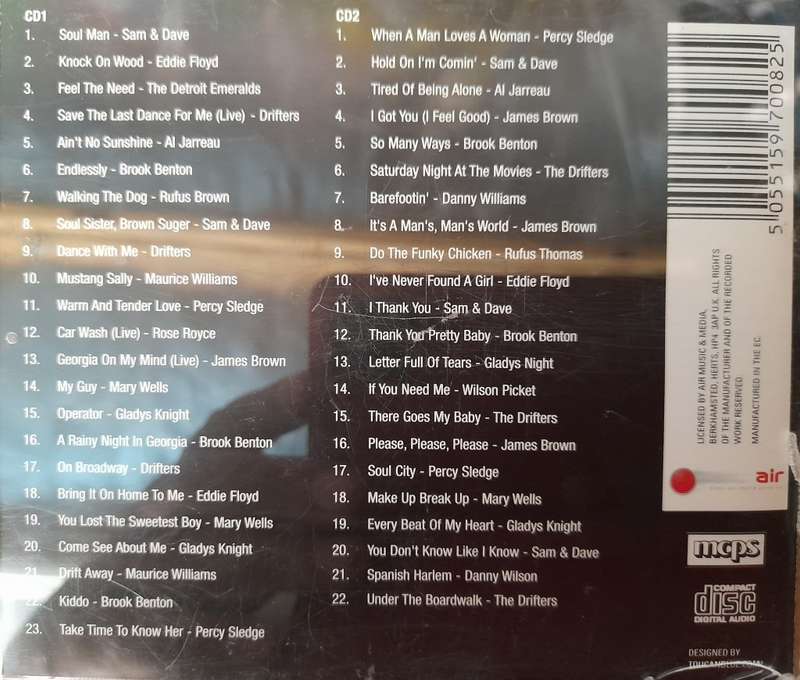 CD1
1. Soul Man - Sam & Dave
2. Knock On Wood - Eddie Floyd
3. Feel The Need - The Detroit Emeralds
4. Save The Last Dance For Me (Live) - Drifters
5. Ain't No Sunshine - Al Jarreau
6. Endlessly - Brook Benton
7. Walking The Dog - Rufus Brown
8. Soul Sister, Brown Suger - Sam & Dave
9. Dance With Me - Drifters
10. Mustang Sally - Maurice Williams
11. Warm And Tender Love - Percy Sledge
12. Car Wash (Live) - Rose Royce
13. Georgia On My Mind (Live) - James Brown
14. My Guy - Mary Wells
15. Operator - Gladys Knight
16. A Rainy Night In Georgia - Brook Benton
17. On Broadway - Drifters
18. Bring It On Home To Me - Eddie Floyd
19. You Lost The Sweetest Boy - Mary Wells
20. Come See About Me - Gladys Knight
21. Drift Away - Maurice Williams
22. Kiddo - Brook Benton
23. Take Time To Know Her - Percy Sledge
CD2
1. When A Man Loves A Woman - Percy Sledge
2. Hold On I'm Comin' - Sam & Dave
3. Tired Of Being Alone - Al Jarreau
4. I Got You (I Feel Good) - James Brown
5. So Many Ways - Brook Benton
6. Saturday Night At The Movies - The Drifters
7. Barefootin' - Danny Williams
8. It's A Man's, Man's World - James Brown
9. Do The Funky Chicken - Rufus Thomas
10. I've Never Found A Girl - Eddie Floyd
11. I Thank You - Sam & Dave
12. Thank You Pretty Baby - Brook Benton
13. Letter Full Of Tears - Gladys Night
14. If You Need Me - Wilson Picket
15. There Goes My Baby - The Drifters
16. Please, Please, Please - James Brown
17. Soul City - Percy Sledge
18. Make Up Break Up - Mary Wells
19. Every Beat Of My Heart - Gladys Knight
20. You Don't Know Like I Know - Sam & Dave
21. Spanish Harlem - Danny Wilson
22. Under The Boardwalk - The Drifters
5 055159 700825
LICENSED BY AIR MUSIC & MEDIA,
BERKHAMSTED, HERTS, HP4 3AP U.K. ALL RIGHTS
OF THE MANUFACTURER AND OF THE RECORDED
WORK RESERVED
MANUFACTURED IN THE EC.
air
mcps
COMPACT
disc
DIGITAL AUDIO
DESIGNED BY
TOUCANBLUE.COM